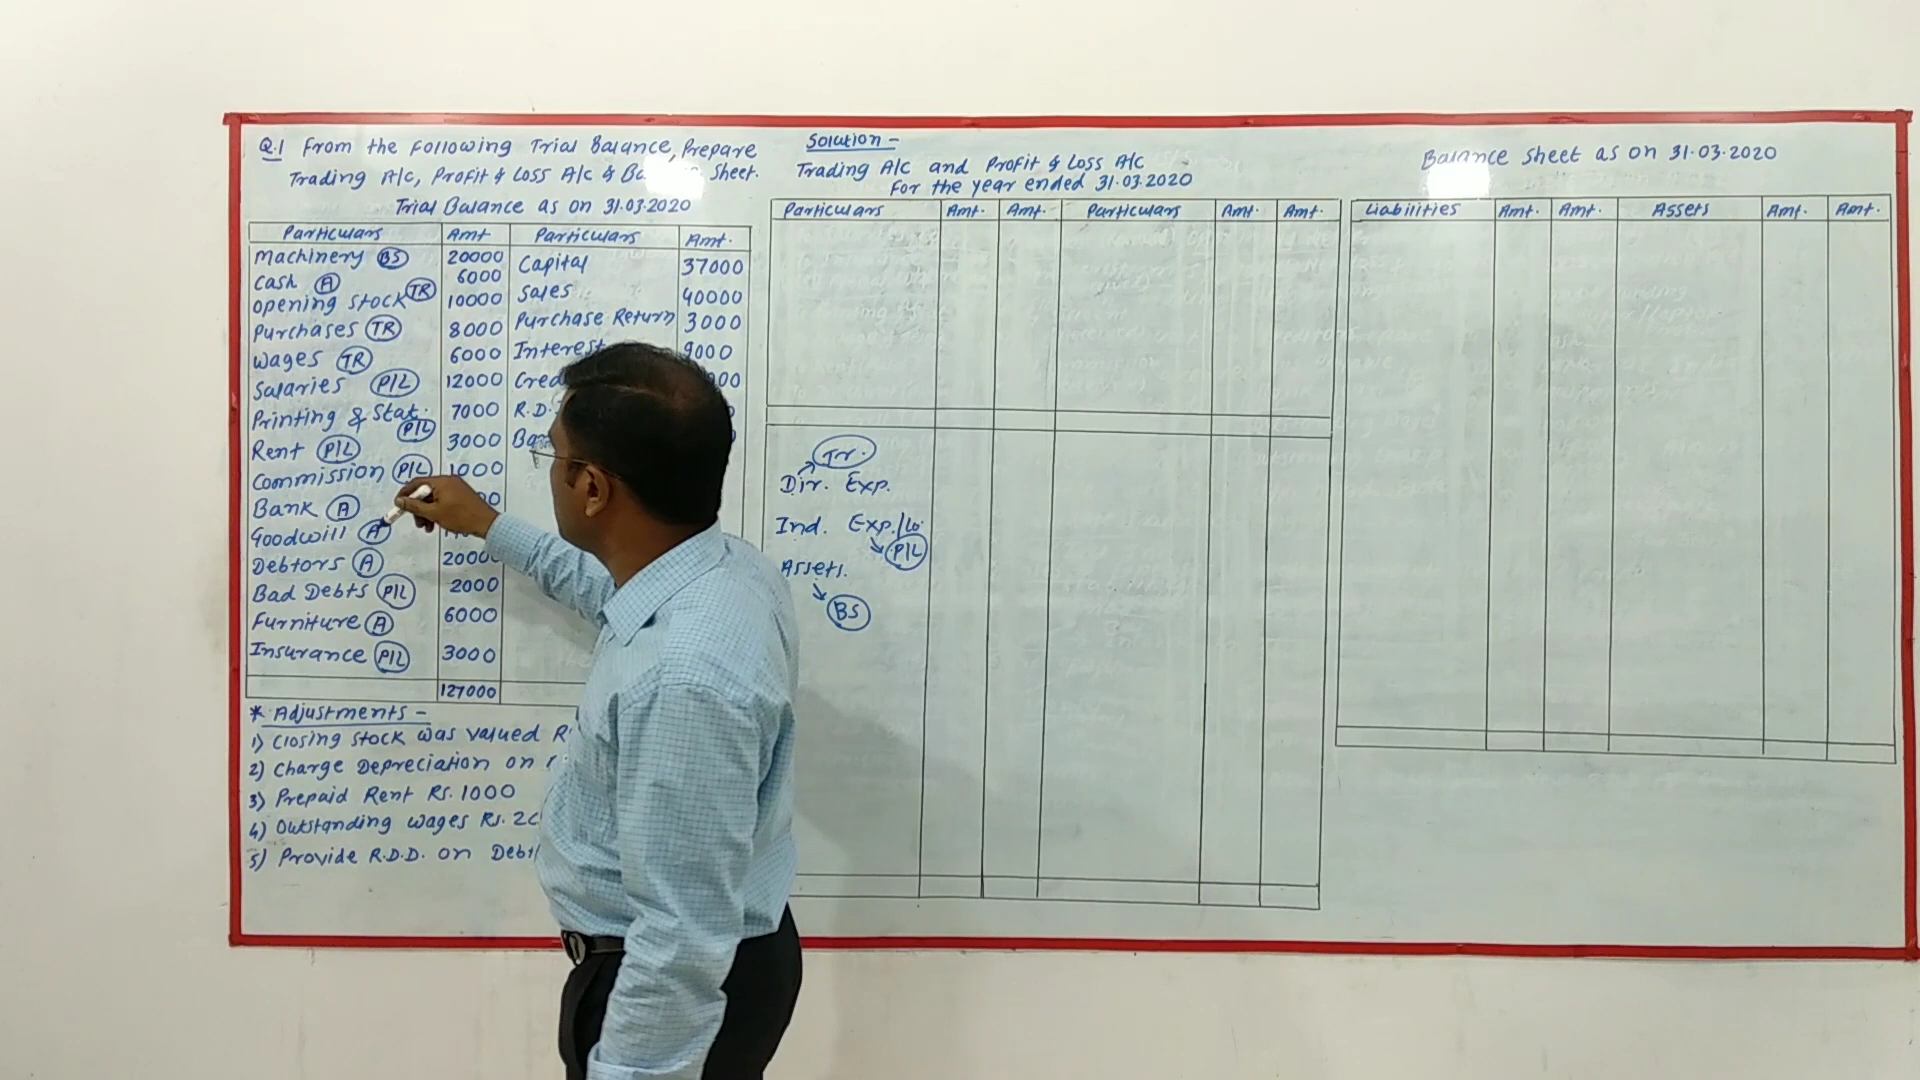 Q.1 From the Following Trial Balance, Prepare
Trading A/c, Profit & Loss A/c & Sheet.
Trial Balance as on 31.03.2020
Particulars Amt Particulars Amt.
Machinery BS 20000 Capital 37000
Cash A 6000
Opening Stock TR 10000 Sales 40000
Purchases TR 8000 Purchase Return 3000
Wages TR 6000 Interest 9000
Salaries P/L 12000
Printing & Stat. P/L 7000
Rent P/L 3000
Commission P/L 1000
Bank A
Goodwill A
Debtors A 20000
Bad Debts P/L 2000
Furniture A 6000
Insurance P/L 3000
127000
* Adjustments -
1) Closing Stock was valued
2) Charge Depreciation on
3) Prepaid Rent Rs. 1000
4) Outstanding Wages Rs.
5) Provide R.D.D. on
Solution -
Trading A/c and Profit & Loss A/c
For the year ended 31.03.2020
Particulars Amt. Amt. Particulars Amt. Amt.
Tr.
Dir. Exp.
Ind. Exp./Lo.
P/L
Assets.
BS
Balance Sheet as on 31.03.2020
Liabilities Amt. Amt. Assets Amt. Amt.